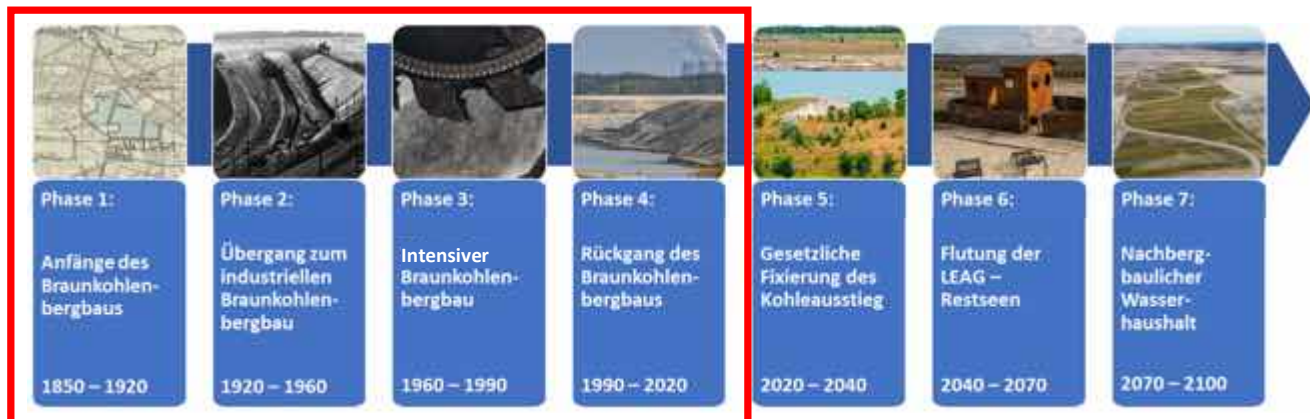 Phase 1:
Anfänge des
Braunkohlen-
bergbaus
1850 – 1920
Phase 2:
Übergang zum
industriellen
Braunkohlen-
bergbau
1920 – 1960
Phase 3:
Intensiver
Braunkohlen-
bergbau
1960 – 1990
Phase 4:
Rückgang des
Braunkohlen-
bergbaus
1990 – 2020
Phase 5:
Gesetzliche
Fixierung des
Kohleausstieg
2020 – 2040
Phase 6:
Flutung der
LEAG –
Restseen
2040 – 2070
Phase 7:
Nachberg-
baulicher
Wasser-
haushalt
2070 – 2100